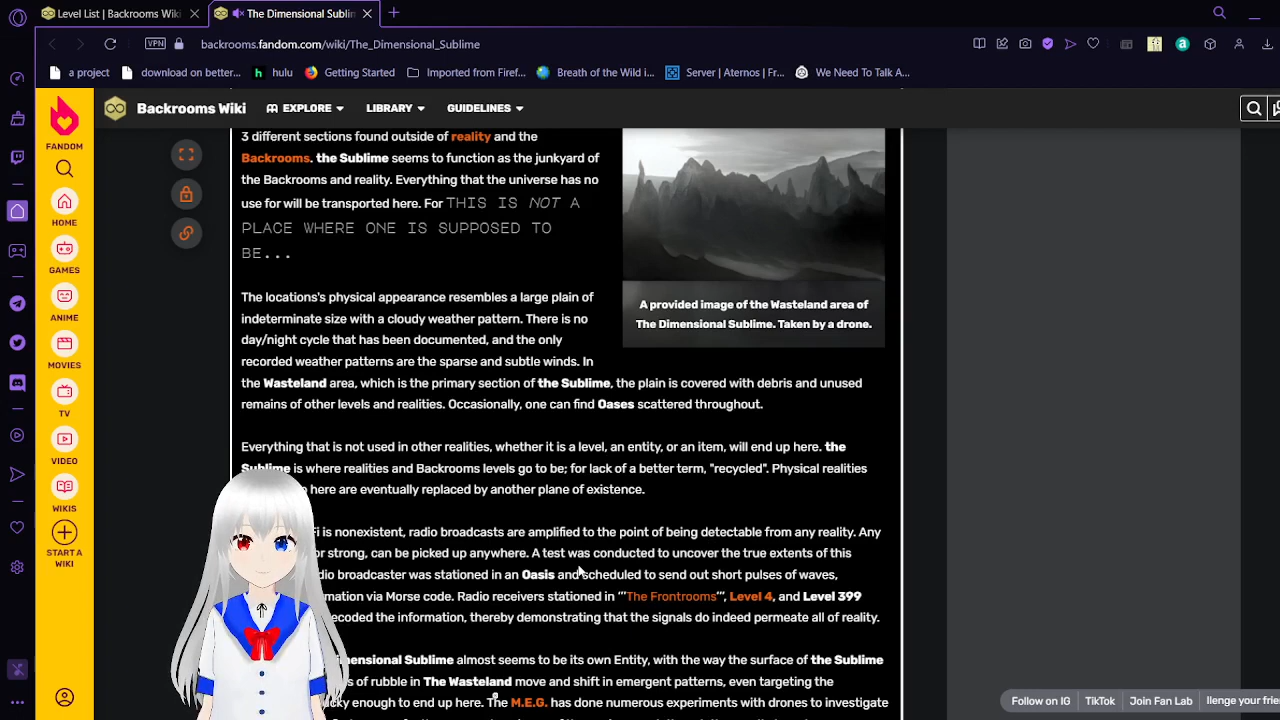 Level List | Backrooms Wiki
The Dimensional Sublim
VPN
backrooms.fandom.com/wiki/The_Dimensional_Sublime
a project
download on better...
hulu
Getting Started
Imported from Firef...
Breath of the Wild i...
Server | Aternos | Fr...
We Need To Talk A...
FANDOM
HOME
GAMES
ANIME
MOVIES
TV
VIDEO
WIKIS
START A
WIKI
Backrooms Wiki
EXPLORE
LIBRARY
GUIDELINES
3 different sections found outside of reality and the
Backrooms. the Sublime seems to function as the junkyard of
the Backrooms and reality. Everything that the universe has no
use for will be transported here. For THIS IS NOT A
PLACE WHERE ONE IS SUPPOSED TO
BE...
A provided image of the Wasteland area of
The Dimensional Sublime. Taken by a drone.
The locations's physical appearance resembles a large plain of
indeterminate size with a cloudy weather pattern. There is no
day/night cycle that has been documented, and the only
recorded weather patterns are the sparse and subtle winds. In
the Wasteland area, which is the primary section of the Sublime, the plain is covered with debris and unused
remains of other levels and realities. Occasionally, one can find Oases scattered throughout.
Everything that is not used in other realities, whether it is a level, an entity, or an item, will end up here. the
Sublime is where realities and Backrooms levels go to be; for lack of a better term, "recycled". Physical realities
here are eventually replaced by another plane of existence.
is nonexistent, radio broadcasts are amplified to the point of being detectable from any reality. Any
or strong, can be picked up anywhere. A test was conducted to uncover the true extents of this
dio broadcaster was stationed in an Oasis and scheduled to send out short pulses of waves,
mation via Morse code. Radio receivers stationed in '"The Frontrooms"', Level 4, and Level 399
ecoded the information, thereby demonstrating that the signals do indeed permeate all of reality.
mensional Sublime almost seems to be its own Entity, with the way the surface of the Sublime
s of rubble in The Wasteland move and shift in emergent patterns, even targeting the
cky enough to end up here. The M.E.G. has done numerous experiments with drones to investigate
Follow on IG
TikTok
Join Fan Lab
llenge your frie